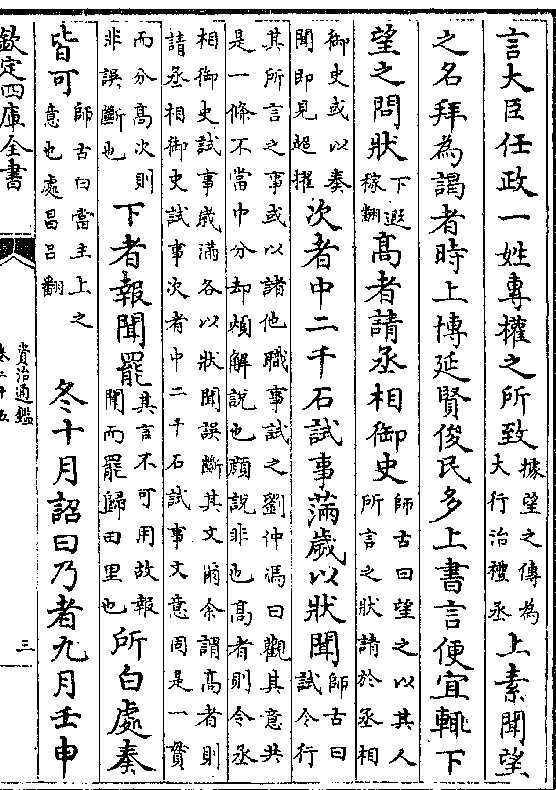 言大臣任政一姓專權之所致據望之傳為大行治禮丞上素聞望
之名拜為謁者時上博延賢俊民多上書言便宜輒下
望之問狀下遐稼翻高者請丞相御史師古曰望之以其人所言之狀請於丞相
御史或以奏聞即見超擢次者中二千石試事滿歲以狀聞師古曰試令行
其所言之事或以諸他職事試之劉仲馮曰觀其意共是一條不當中分却頗解說也顔說非也高者則令丞
相御史試事歲滿各以狀聞誤斷其文爾余謂高者則請丞相御史試事次者中二千石試事文意固是一貫
而分高次則非誤斷也下者報聞罷其言不可用故報聞而罷歸田里也所白處奏
皆可師古曰當主上之意也處昌呂翻 冬十月詔曰乃者九月壬申
欽定四庫全書
資治通鑑
卷二十五
三